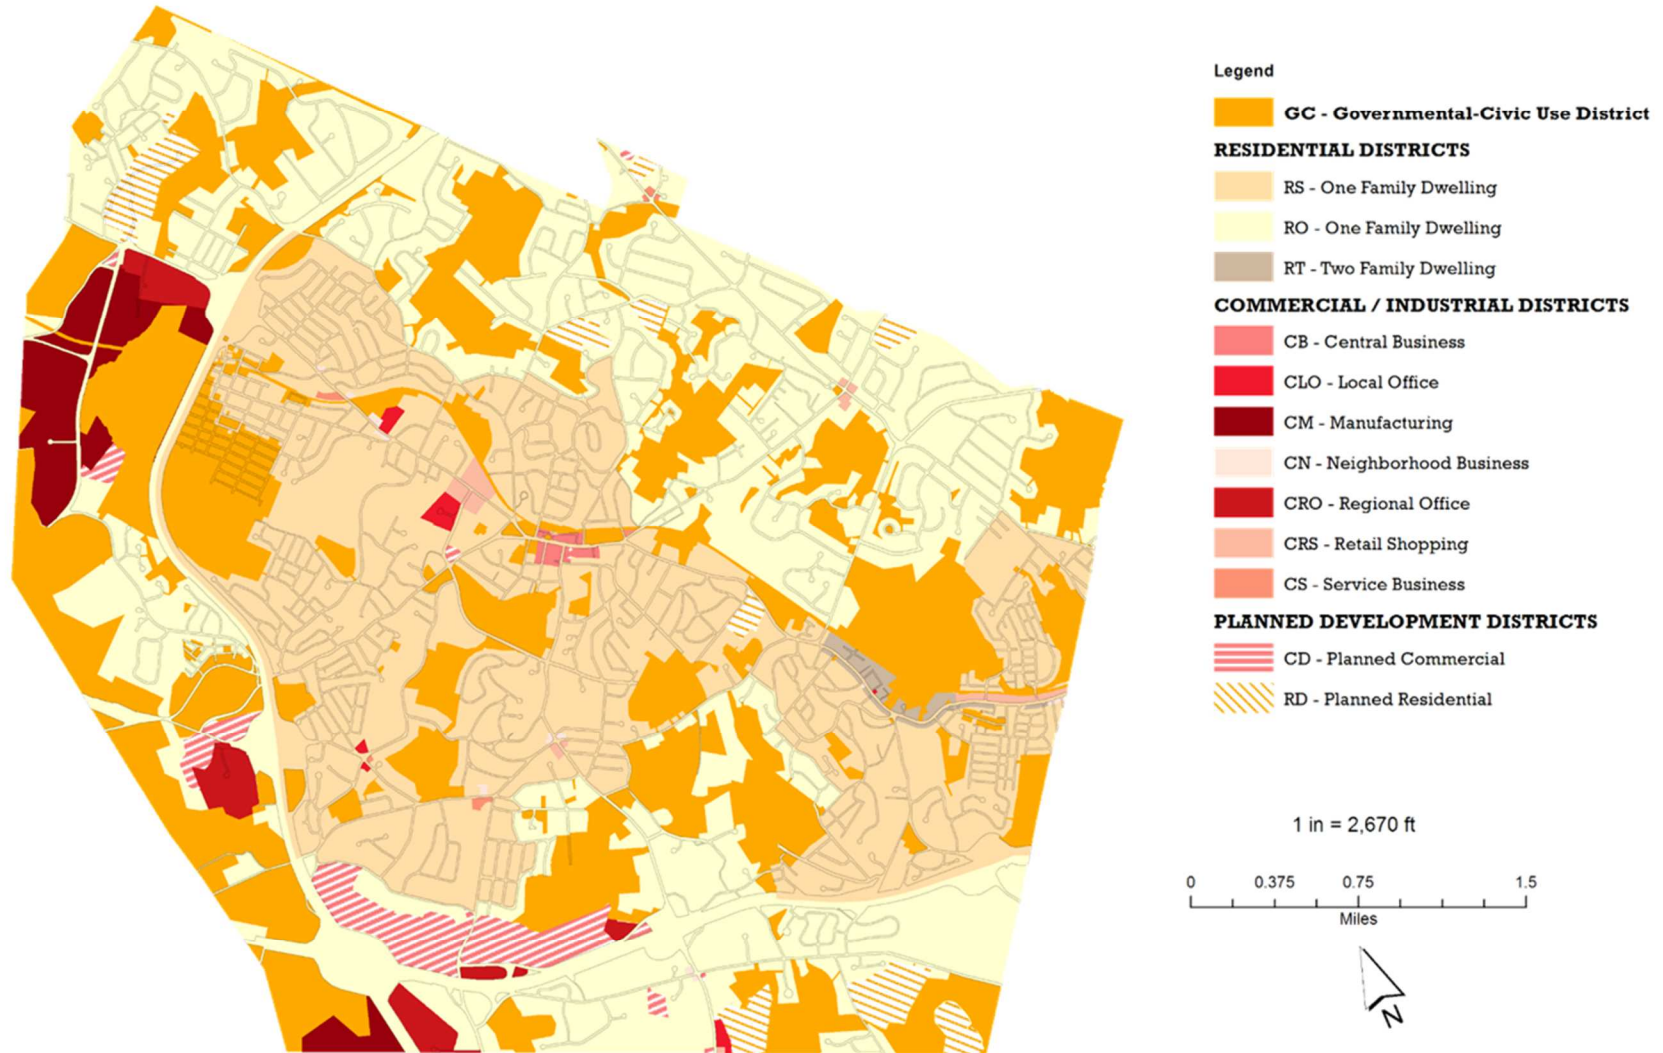 Legend
GC - Governmental-Civic Use District
RESIDENTIAL DISTRICTS
RS - One Family Dwelling
RO - One Family Dwelling
RT - Two Family Dwelling
COMMERCIAL / INDUSTRIAL DISTRICTS
CB - Central Business
CLO - Local Office
CM - Manufacturing
CN - Neighborhood Business
CRO - Regional Office
CRS - Retail Shopping
CS - Service Business
PLANNED DEVELOPMENT DISTRICTS
CD - Planned Commercial
RD - Planned Residential
1 in = 2,670 ft
0 0.375 0.75 1.5
Miles
N